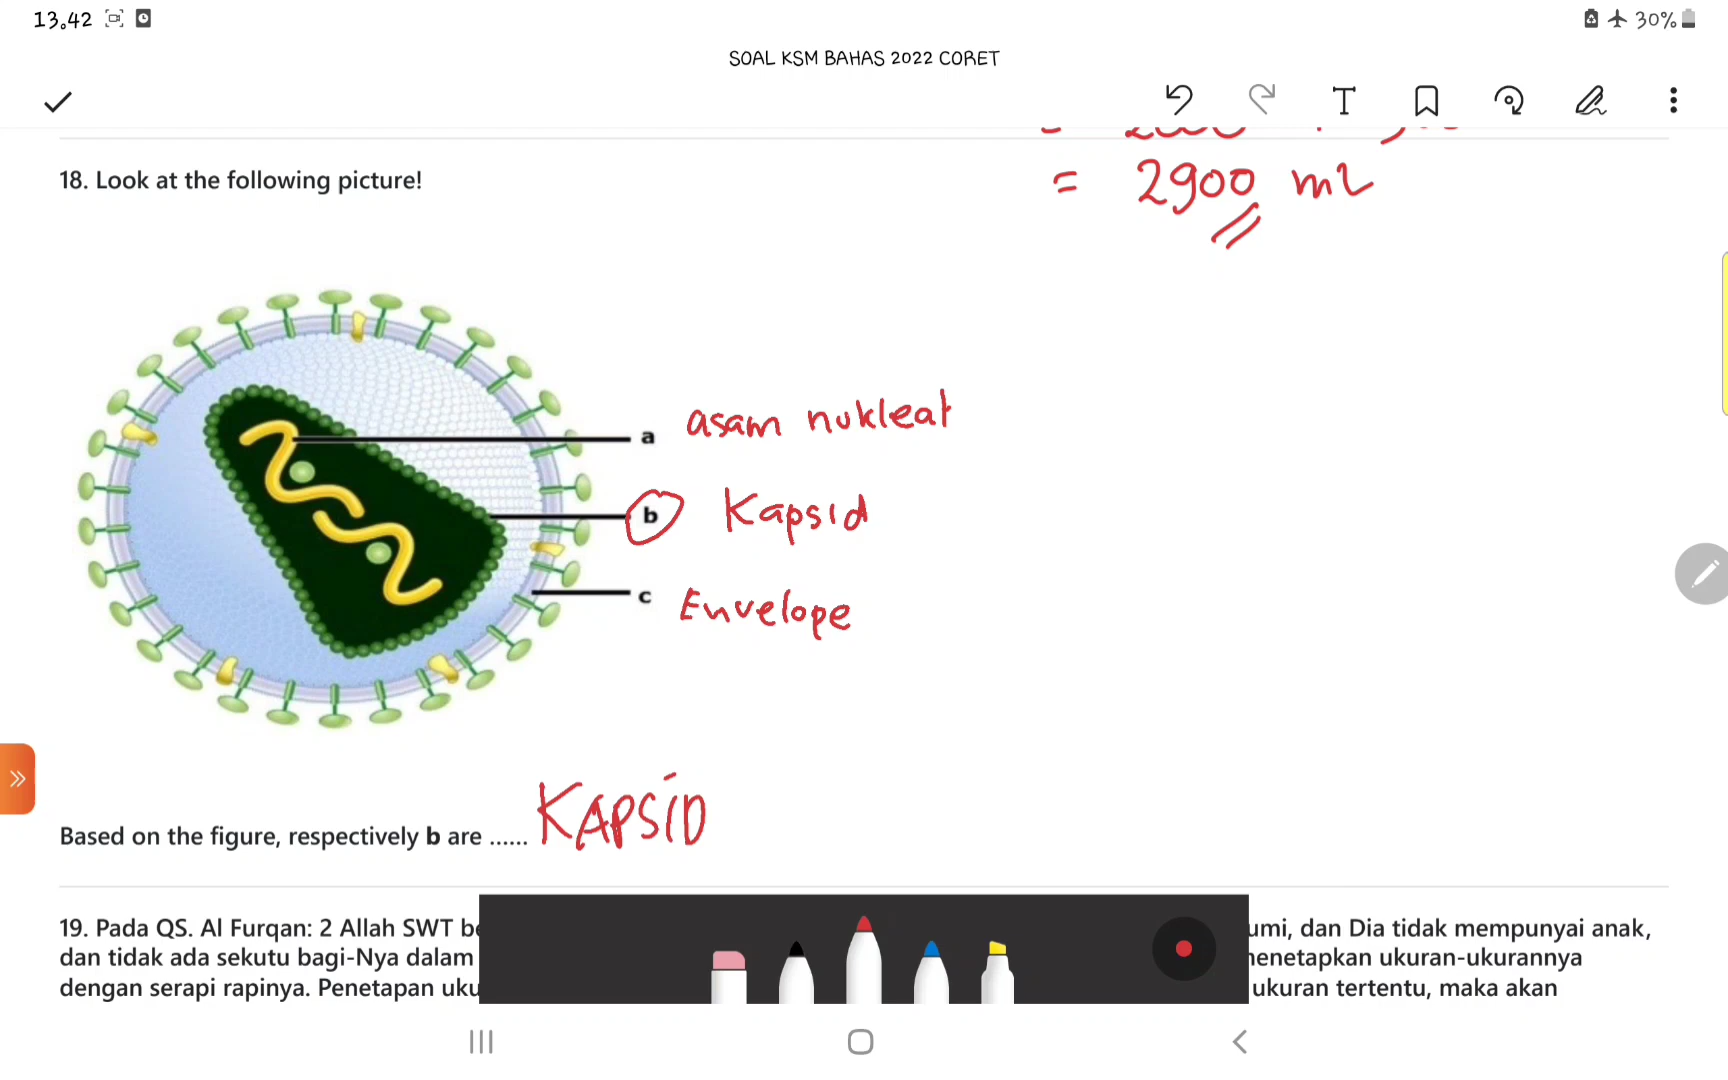 13.42
30%
SOAL KSM BAHAS 2022 CORET
T
18. Look at the following picture!
= 2900 m2
a asam nukleat
b Kapsid
c Envelope
Based on the figure, respectively b are ...... KAPSID
19. Pada QS. Al Furqan: 2 Allah SWT umi, dan Dia tidak mempunyai anak,
dan tidak ada sekutu bagi-Nya dalam enetapkan ukuran-ukurannya
dengan serapi rapinya. Penetapan uku ukuran tertentu, maka akan